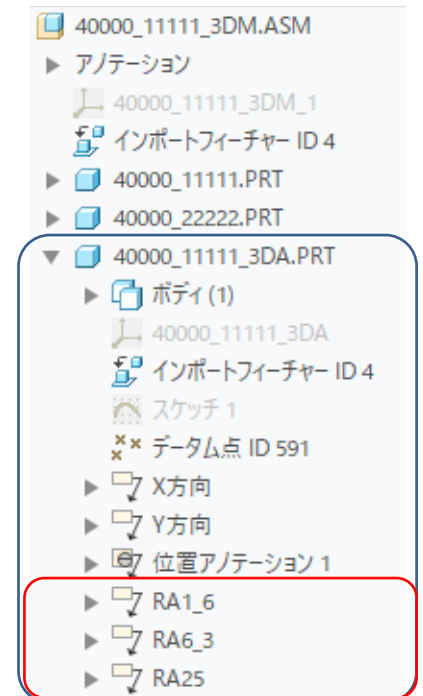 40000_11111_3DM.ASM
アノテーション
40000_11111_3DM_1
インポートフィーチャー ID 4
40000_11111.PRT
40000_22222.PRT
40000_11111_3DA.PRT
ボディ (1)
40000_11111_3DA
インポートフィーチャー ID 4
スケッチ 1
データム点 ID 591
X方向
Y方向
位置アノテーション 1
RA1_6
RA6_3
RA25